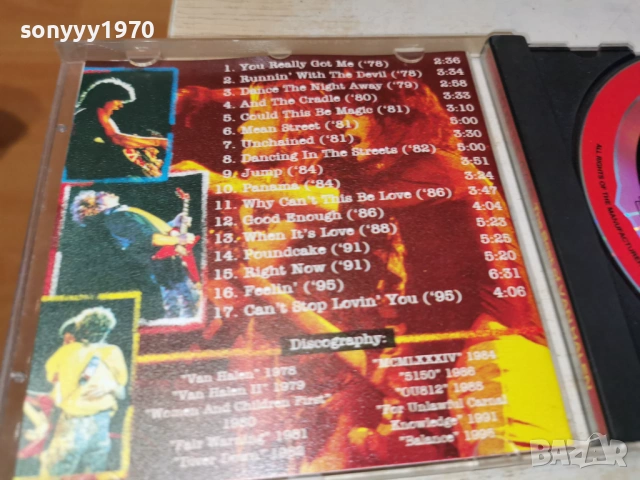 sonyyy1970
1. You Really Got Me ('78) 2:36
2. Runnin' With The Devil ('78) 3:34
3. Dance The Night Away ('79) 2:58
4. And The Cradle ('80) 3:33
5. Could This Be Magic ('81) 3:10
6. Mean Street ('81) 5:00
7. Unchained ('81) 3:30
8. Dancing In The Streets ('82) 5:00
9. Jump ('84) 3:51
10. Panama ('84) 3:24
11. Why Can't This Be Love ('86) 3:47
12. Good Enough ('86) 4:04
13. When It's Love ('88) 5:23
14. Poundcake ('91) 5:25
15. Right Now ('91) 5:20
16. Feelin' ('95) 6:31
17. Can't Stop Lovin' You ('95) 4:06
Discography:
"Van Halen" 1978
"Van Halen II" 1979
"Women And Children First"
1980
"Fair Warning" 1981
"MCMLXXXIV" 1984
"5150" 1986
"OU812" 1988
"For Unlawful Carnal
Knowledge" 1991
"Balance" 1995
ALL RIGHTS OF THE MANUFACTURER
BAZAR